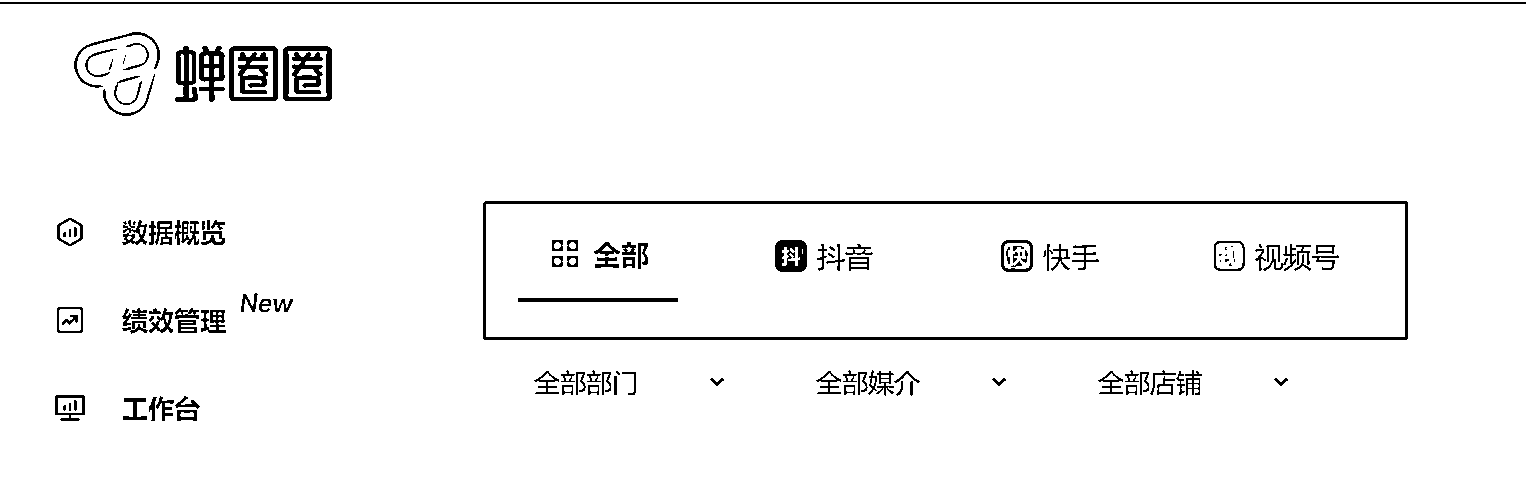 蝉圈圈
数据概览
绩效管理 New
工作台
全部 抖音 快手 视频号
全部部门 全部媒介 全部店铺